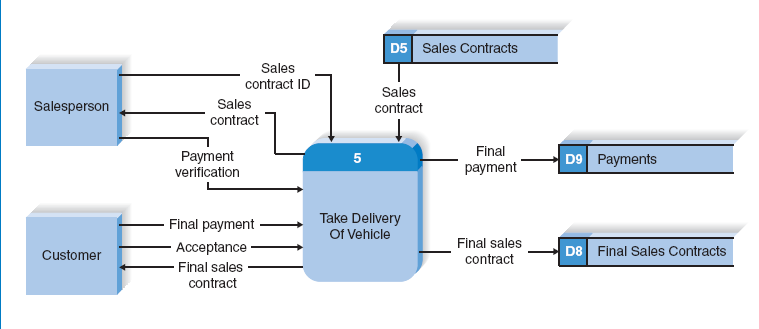 D5 Sales Contracts
Sales
contract ID
Salesperson
Sales
contract
Sales
contract
Payment
verification
5
Final
payment
D9 Payments
Take Delivery
Of Vehicle
Customer
Final payment
Acceptance
Final sales
contract
Final sales
contract
D8 Final Sales Contracts